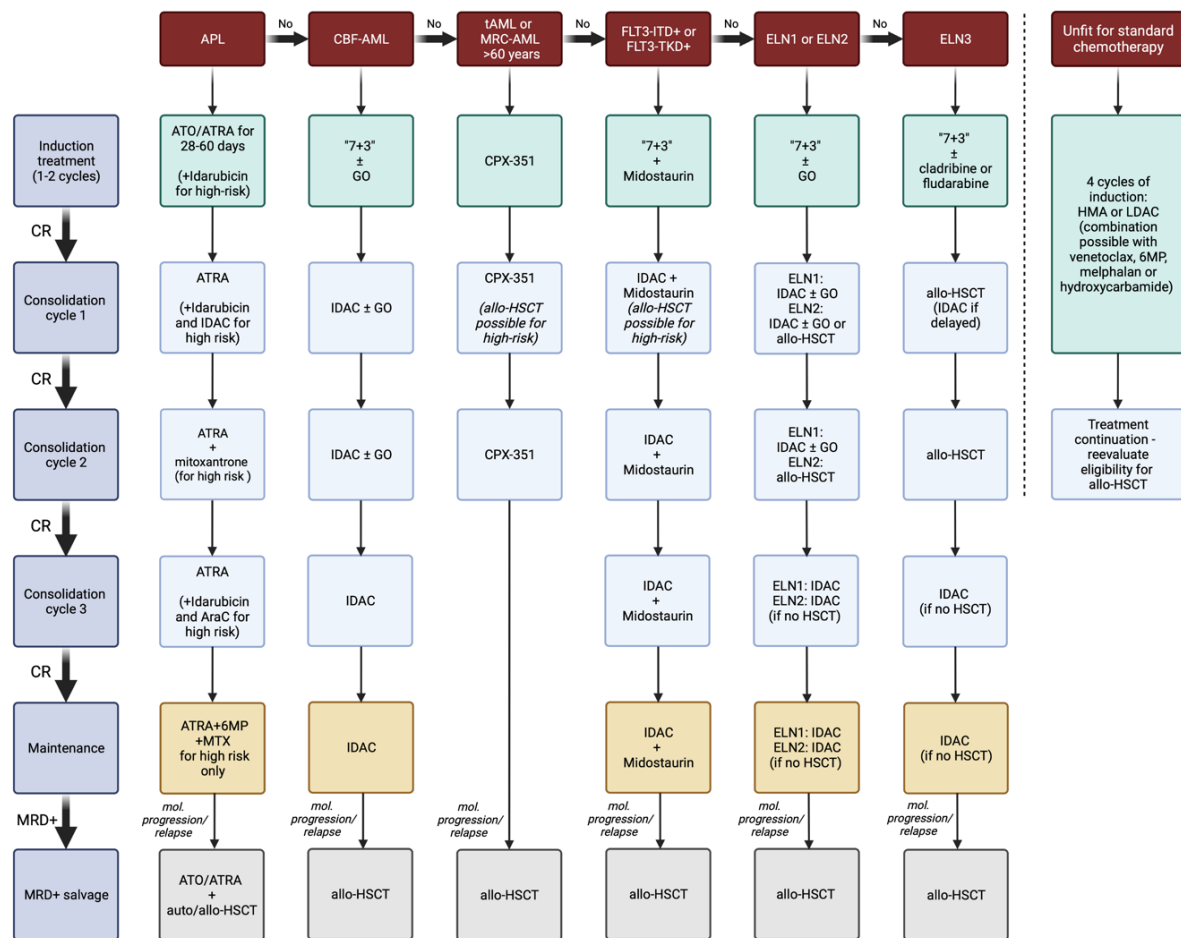 APL
No
CBF-AML
No
tAML or
MRC-AML
>60 years
No
FLT3-ITD+ or
FLT3-TKD+
No
ELN1 or ELN2
No
ELN3
Unfit for standard
chemotherapy
Induction
treatment
(1-2 cycles)
ATO/ATRA for
28-60 days
(+Idarubicin
for high-risk)
"7+3"
±
GO
CPX-351
"7+3"
+
Midostaurin
"7+3"
±
GO
"7+3"
±
cladribine or
fludarabine
4 cycles of
induction:
HMA or LDAC
(combination
possible with
venetoclax, 6MP,
melphalan or
hydroxycarbamide)
CR
Consolidation
cycle 1
ATRA
(+Idarubicin
and IDAC for
high risk)
IDAC ± GO
CPX-351
(allo-HSCT
possible for
high-risk)
IDAC +
Midostaurin
(allo-HSCT
possible for
high-risk)
ELN1:
IDAC ± GO
ELN2:
IDAC ± GO or
allo-HSCT
allo-HSCT
(IDAC if
delayed)
CR
Consolidation
cycle 2
ATRA
+
mitoxantrone
(for high risk )
IDAC ± GO
CPX-351
IDAC
+
Midostaurin
ELN1:
IDAC ± GO
ELN2:
allo-HSCT
allo-HSCT
Treatment
continuation -
reevaluate
eligibility for
allo-HSCT
CR
Consolidation
cycle 3
ATRA
(+Idarubicin
and AraC for
high risk)
IDAC
IDAC
+
Midostaurin
ELN1: IDAC
ELN2: IDAC
(if no HSCT)
IDAC
(if no HSCT)
CR
Maintenance
ATRA+6MP
+MTX
for high risk
only
IDAC
IDAC
+
Midostaurin
ELN1: IDAC
ELN2: IDAC
(if no HSCT)
IDAC
(if no HSCT)
MRD+
mol.
progression/
relapse
mol.
progression/
relapse
mol.
progression/
relapse
mol.
progression/
relapse
mol.
progression/
relapse
mol.
progression/
relapse
MRD+ salvage
ATO/ATRA
+
auto/allo-HSCT
allo-HSCT
allo-HSCT
allo-HSCT
allo-HSCT
allo-HSCT